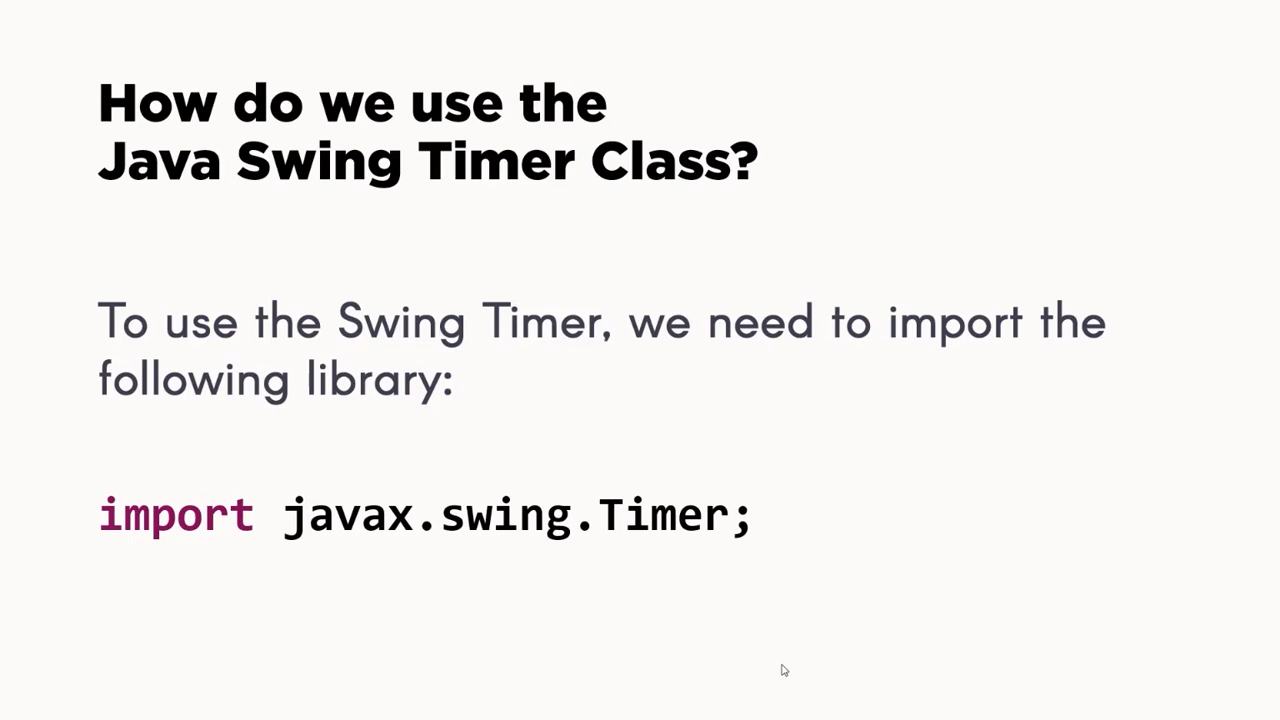 How do we use the
Java Swing Timer Class?
To use the Swing Timer, we need to import the
following library:
import javax.swing.Timer;